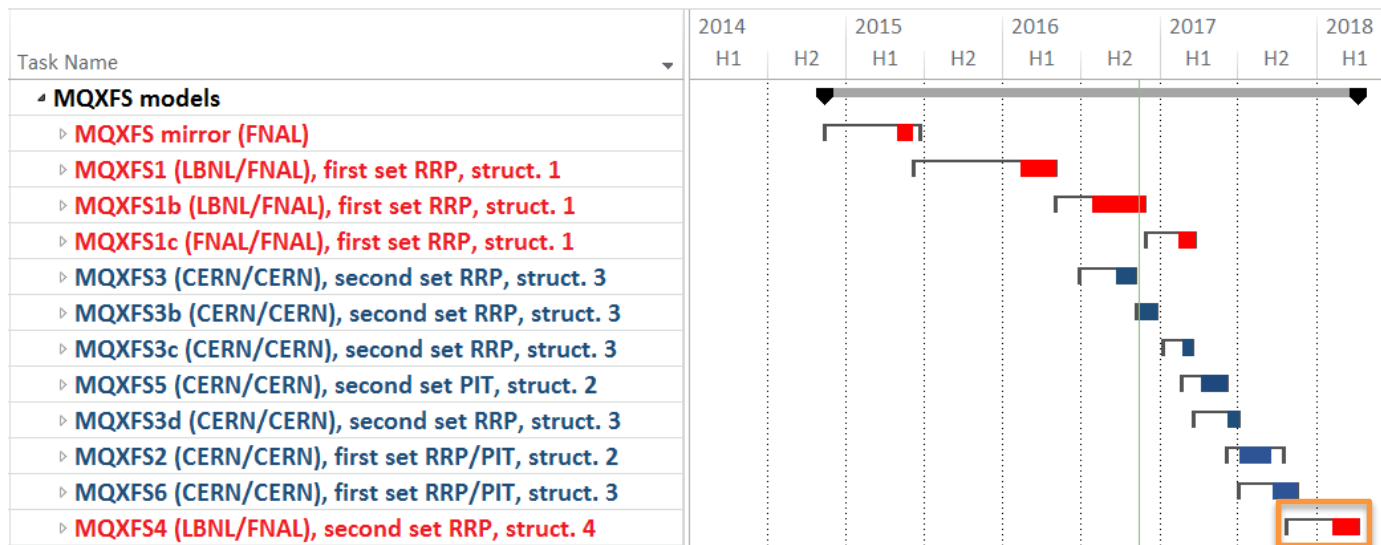 2014 2015 2016 2017 2018
Task Name H1 H2 H1 H2 H1 H2 H1 H2 H1
MQXFS models
MQXFS mirror (FNAL)
MQXFS1 (LBNL/FNAL), first set RRP, struct. 1
MQXFS1b (LBNL/FNAL), first set RRP, struct. 1
MQXFS1c (FNAL/FNAL), first set RRP, struct. 1
MQXFS3 (CERN/CERN), second set RRP, struct. 3
MQXFS3b (CERN/CERN), second set RRP, struct. 3
MQXFS3c (CERN/CERN), second set RRP, struct. 3
MQXFS5 (CERN/CERN), second set PIT, struct. 2
MQXFS3d (CERN/CERN), second set RRP, struct. 3
MQXFS2 (CERN/CERN), first set RRP/PIT, struct. 2
MQXFS6 (CERN/CERN), first set RRP/PIT, struct. 3
MQXFS4 (LBNL/FNAL), second set RRP, struct. 4